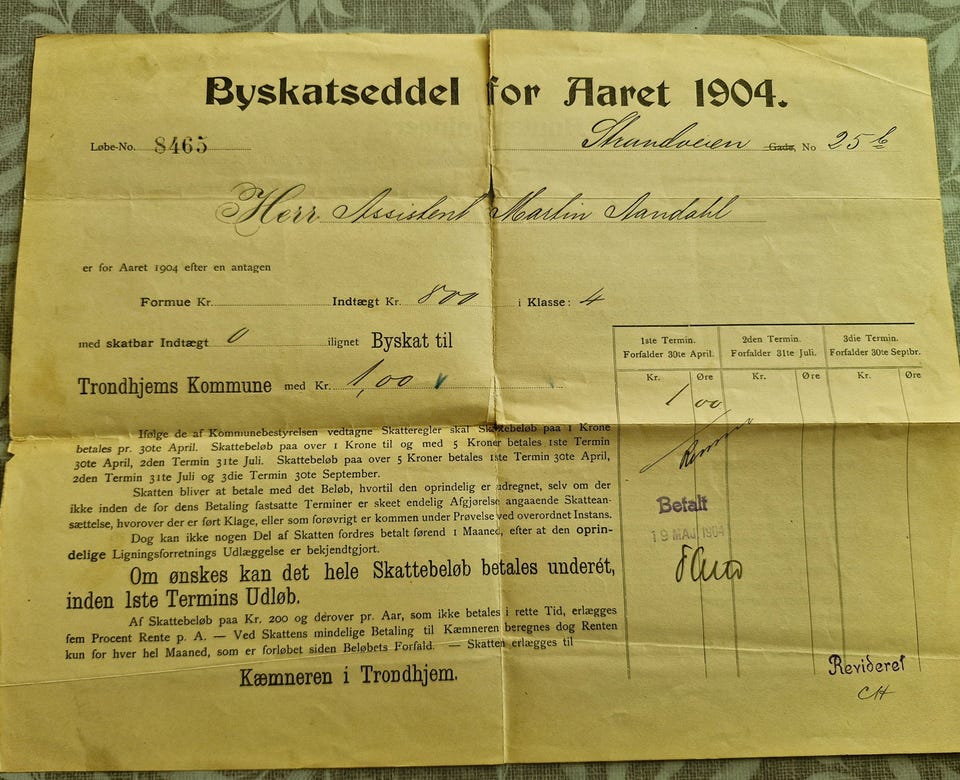 Byskatseddel for Aaret 1904.
Løbe-No. 8465 Strandveien Gade, No 25 b
Herr Assistent Martin Aandahl
er for Aaret 1904 efter en antagen
Formue Kr. Indtægt Kr. 800 i Klasse: 4
med skatbar Indtægt 0 ilignet Byskat til
Trondhjems Kommune med Kr. 1,00
1ste Termin. 2den Termin. 3die Termin.
Forfalder 30te April. Forfalder 31te Juli. Forfalder 30te Septbr.
Kr. Øre Kr. Øre Kr. Øre
1 00
Ifølge de af Kommunebestyrelsen vedtagne Skatteregler skal Skattebeløb paa 1 Krone
betales pr. 30te April. Skattebeløb paa over 1 Krone til og med 5 Kroner betales 1ste Termin
30te April, 2den Termin 31te Juli. Skattebeløb paa over 5 Kroner betales 1ste Termin 30te April,
2den Termin 31te Juli og 3die Termin 30te September.
Skatten bliver at betale med det Beløb, hvortil den oprindelig er udregnet, selv om der
ikke inden de for dens Betaling fastsatte Terminer er skeet endelig Afgjørelse angaaende Skattean-
sættelse, hvorover der er ført Klage, eller som forøvrigt er kommen under Prøvelse ved overordnet Instans.
Dog kan ikke nogen Del af Skatten fordres betalt førend 1 Maaned, efter at den oprin-
delige Ligningsforretnings Udlæggelse er bekjendtgjort.
Om ønskes kan det hele Skattebeløb betales underét,
inden 1ste Termins Udløb.
Af Skattebeløb paa Kr. 200 og derover pr. Aar, som ikke betales i rette Tid, erlægges
fem Procent Rente p. A. — Ved Skattens mindelige Betaling til Kæmneren beregnes dog Renten
kun for hver hel Maaned, som er forløbet siden Beløbets Forfald. — Skatten erlægges til
Kæmneren i Trondhjem.
Betalt
19 MAJ 1904
Revideret
CH